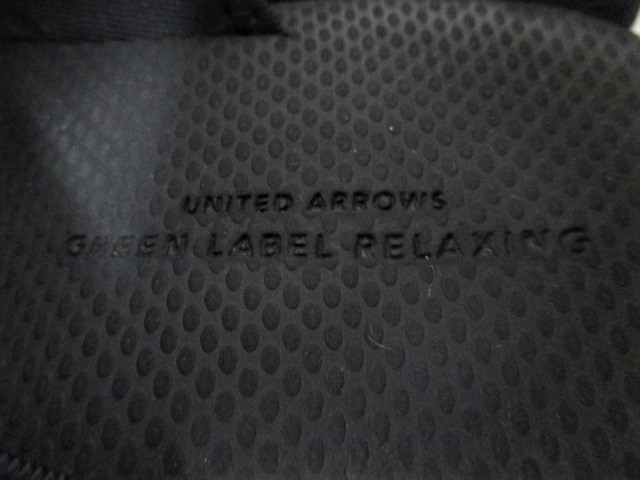 UNITED ARROWS
GREEN LABEL RELAXING